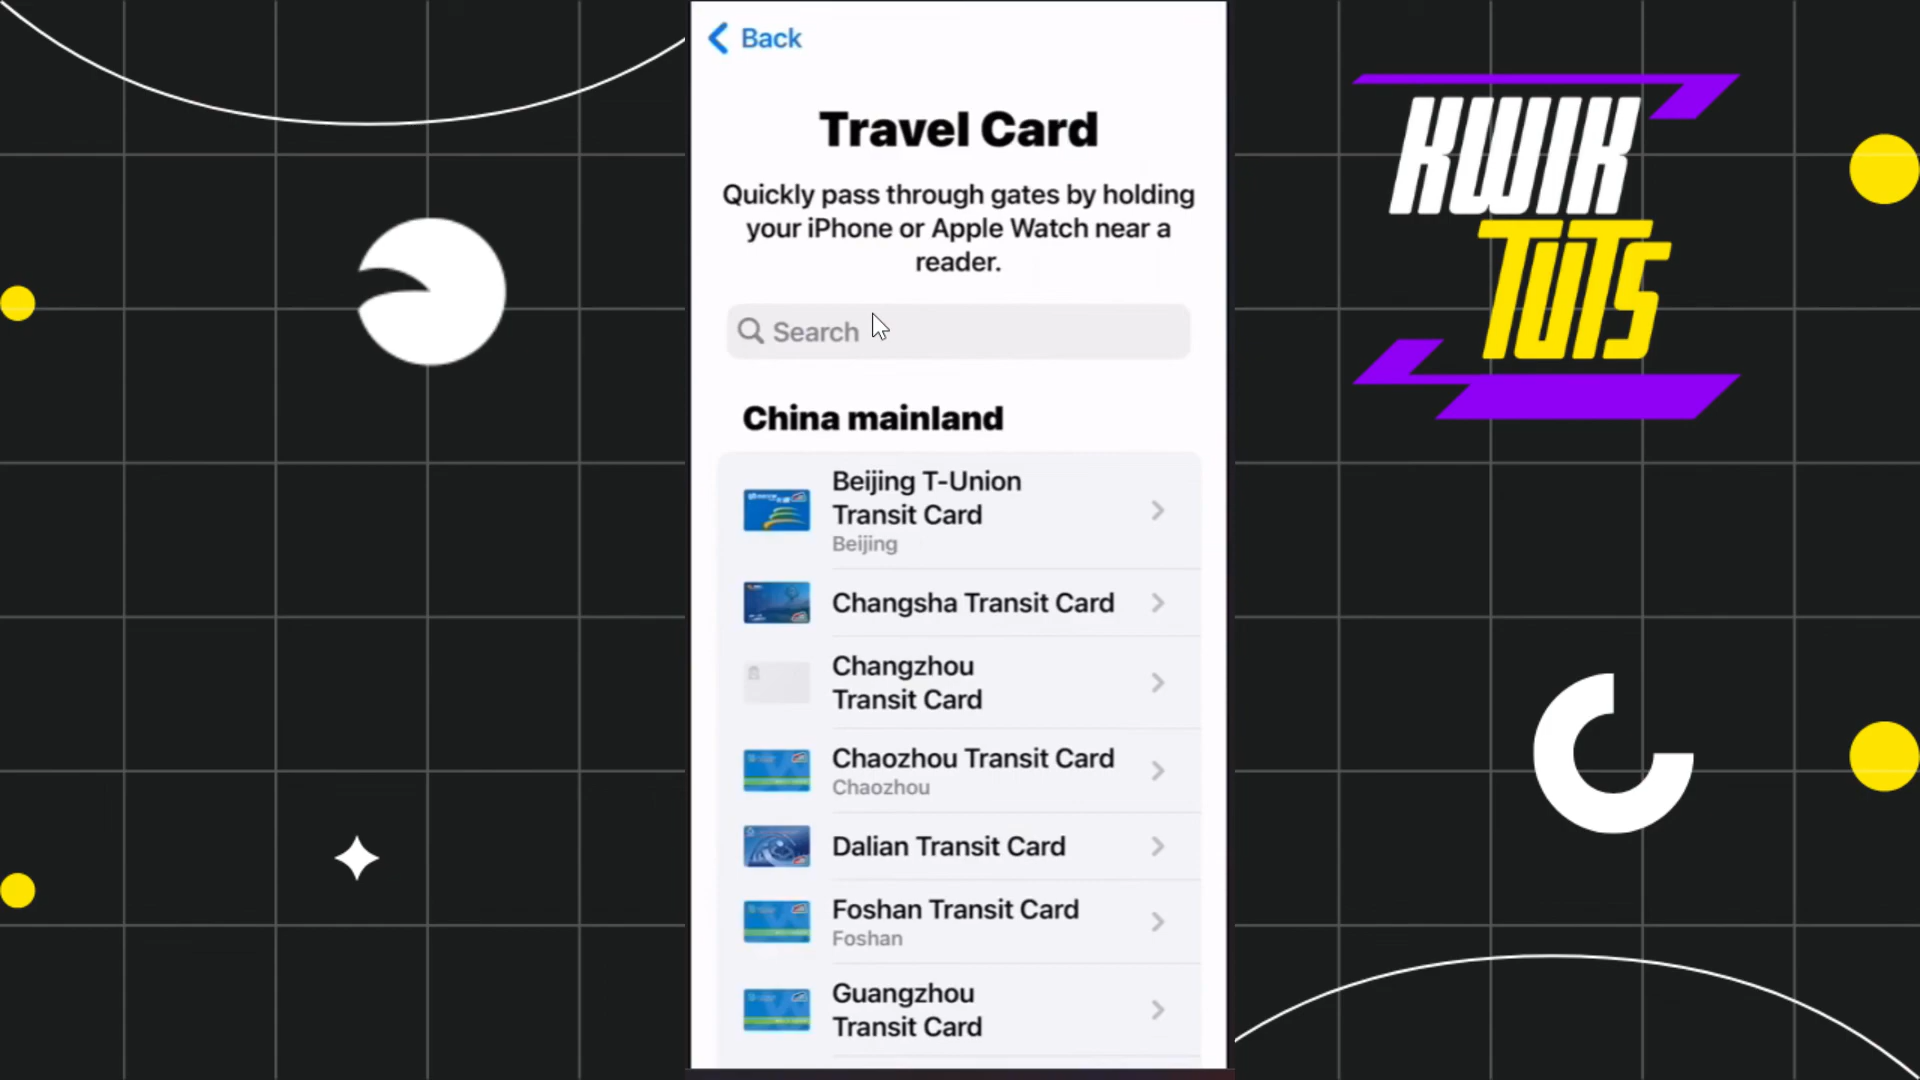 Back
Travel Card
Quickly pass through gates by holding
your iPhone or Apple Watch near a
reader.
Search
China mainland
Beijing T-Union
Transit Card
Beijing
Changsha Transit Card
Changzhou
Transit Card
Chaozhou Transit Card
Chaozhou
Dalian Transit Card
Foshan Transit Card
Foshan
Guangzhou
Transit Card
KWIK
TUTS